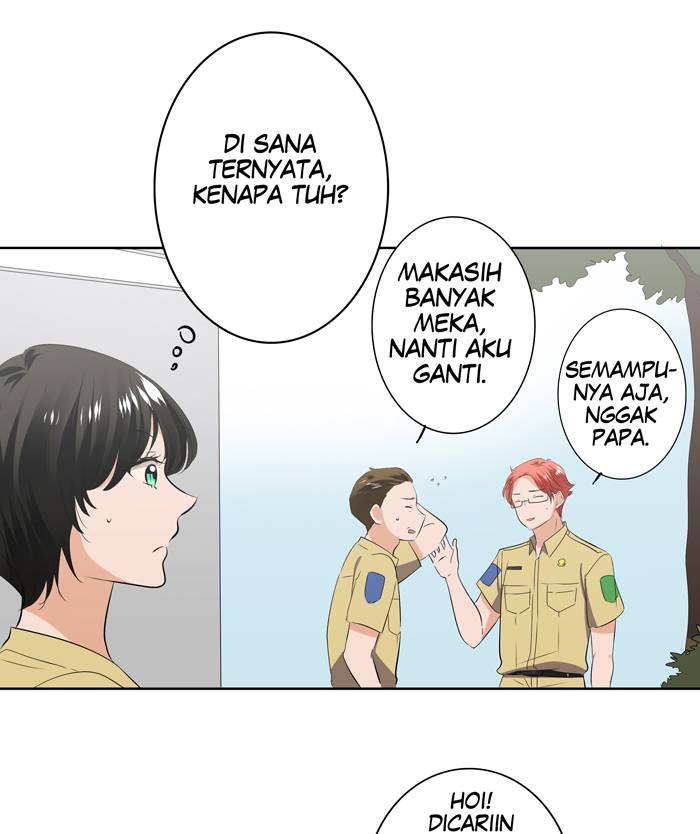 DI SANA
TERNYATA,
KENAPA TUH?
MAKASIH
BANYAK
MEKA,
NANTI AKU
GANTI.
SEMAMPU-
NYA AJA,
NGGAK
PAPA.
HOI!
DICARIIN